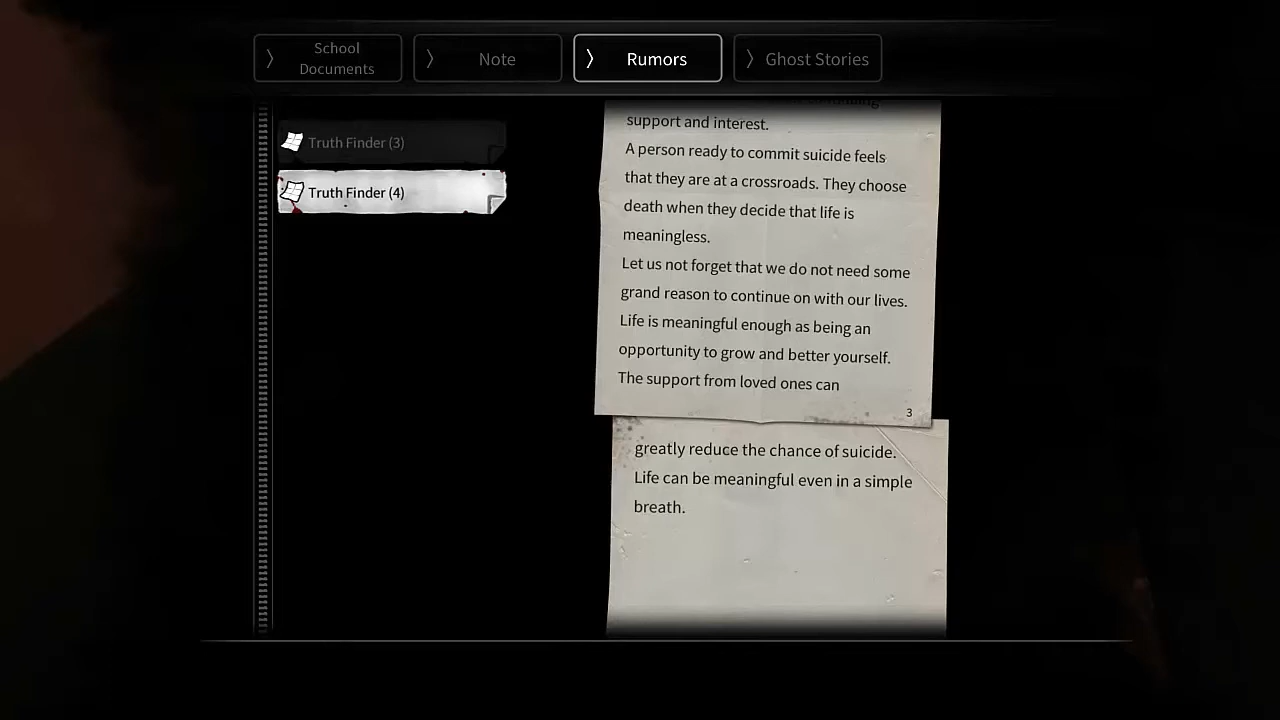 School
Documents
Note
Rumors
Ghost Stories
Truth Finder (3)
Truth Finder (4)
support and interest.
A person ready to commit suicide feels
that they are at a crossroads. They choose
death when they decide that life is
meaningless.
Let us not forget that we do not need some
grand reason to continue on with our lives.
Life is meaningful enough as being an
opportunity to grow and better yourself.
The support from loved ones can
3
greatly reduce the chance of suicide.
Life can be meaningful even in a simple
breath.